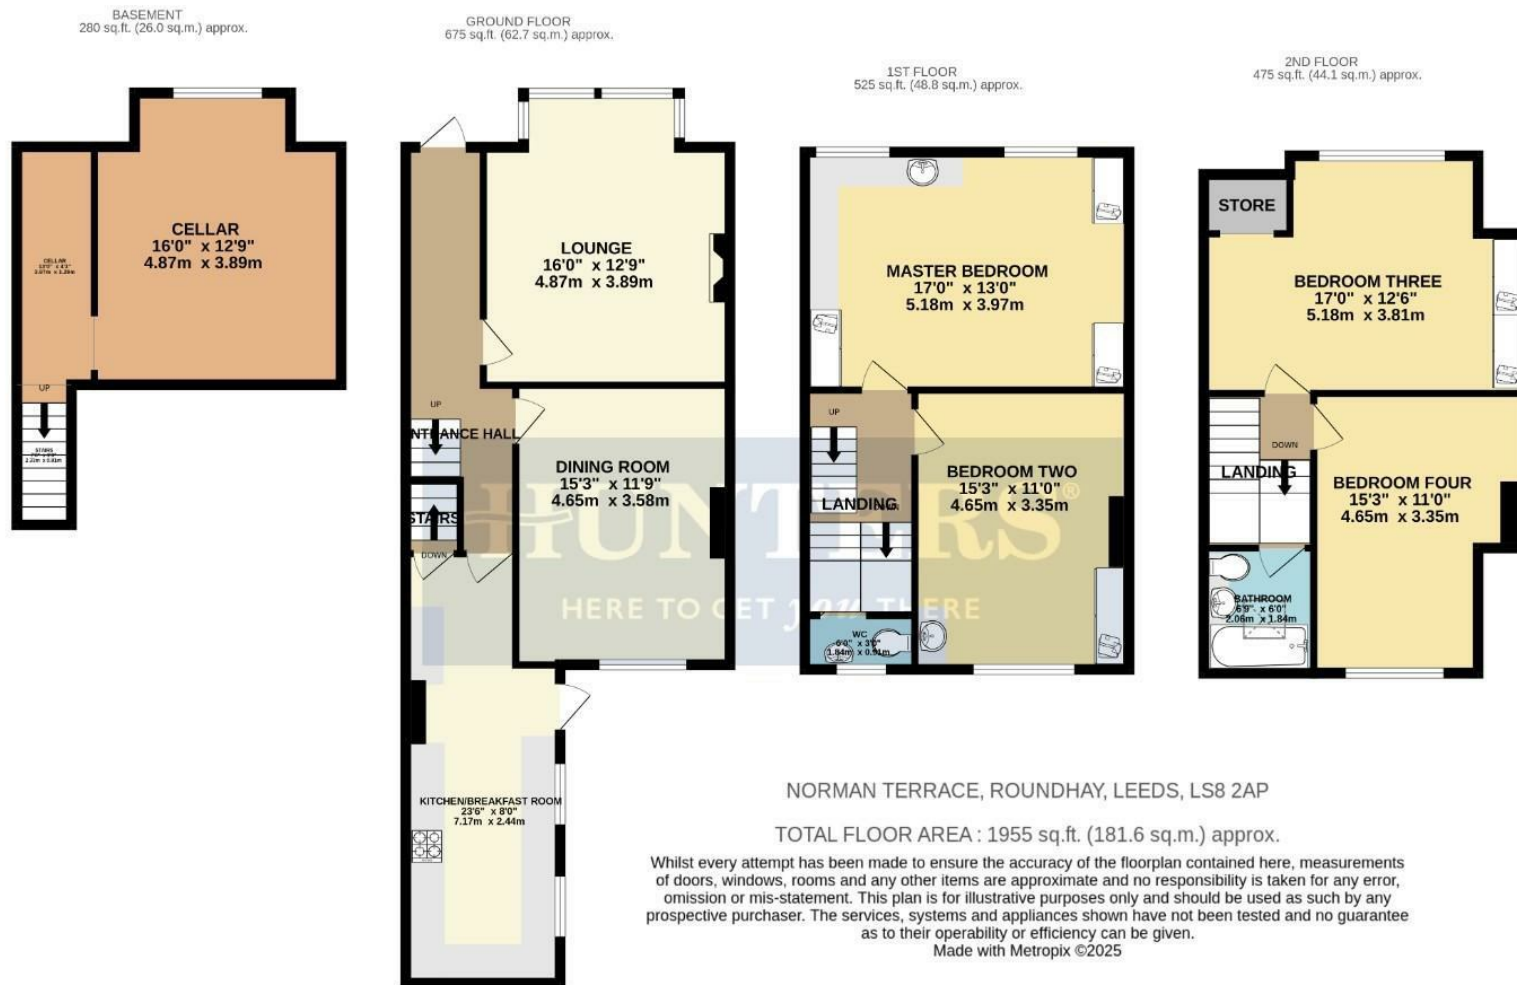 BASEMENT
280 sq.ft. (26.0 sq.m.) approx.
GROUND FLOOR
675 sq.ft. (62.7 sq.m.) approx.
1ST FLOOR
525 sq.ft. (48.8 sq.m.) approx.
2ND FLOOR
475 sq.ft. (44.1 sq.m.) approx.
CELLAR
16'0" x 12'9"
4.87m x 3.89m
CELLAR
UP
STAIRS
LOUNGE
16'0" x 12'9"
4.87m x 3.89m
UP
ENTRANCE HALL
STAIRS
DOWN
DINING ROOM
15'3" x 11'9"
4.65m x 3.58m
KITCHEN/BREAKFAST ROOM
23'6" x 8'0"
7.17m x 2.44m
MASTER BEDROOM
17'0" x 13'0"
5.18m x 3.97m
UP
LANDING
BEDROOM TWO
15'3" x 11'0"
4.65m x 3.35m
WC
6'0" x 3'0"
1.84m x 0.91m
STORE
BEDROOM THREE
17'0" x 12'6"
5.18m x 3.81m
DOWN
LANDING
BEDROOM FOUR
15'3" x 11'0"
4.65m x 3.35m
BATHROOM
6'9" x 6'0"
2.06m x 1.84m
HUNTERS®
HERE TO GET you THERE
NORMAN TERRACE, ROUNDHAY, LEEDS, LS8 2AP
TOTAL FLOOR AREA : 1955 sq.ft. (181.6 sq.m.) approx.
Whilst every attempt has been made to ensure the accuracy of the floorplan contained here, measurements
of doors, windows, rooms and any other items are approximate and no responsibility is taken for any error,
omission or mis-statement. This plan is for illustrative purposes only and should be used as such by any
prospective purchaser. The services, systems and appliances shown have not been tested and no guarantee
as to their operability or efficiency can be given.
Made with Metropix ©2025